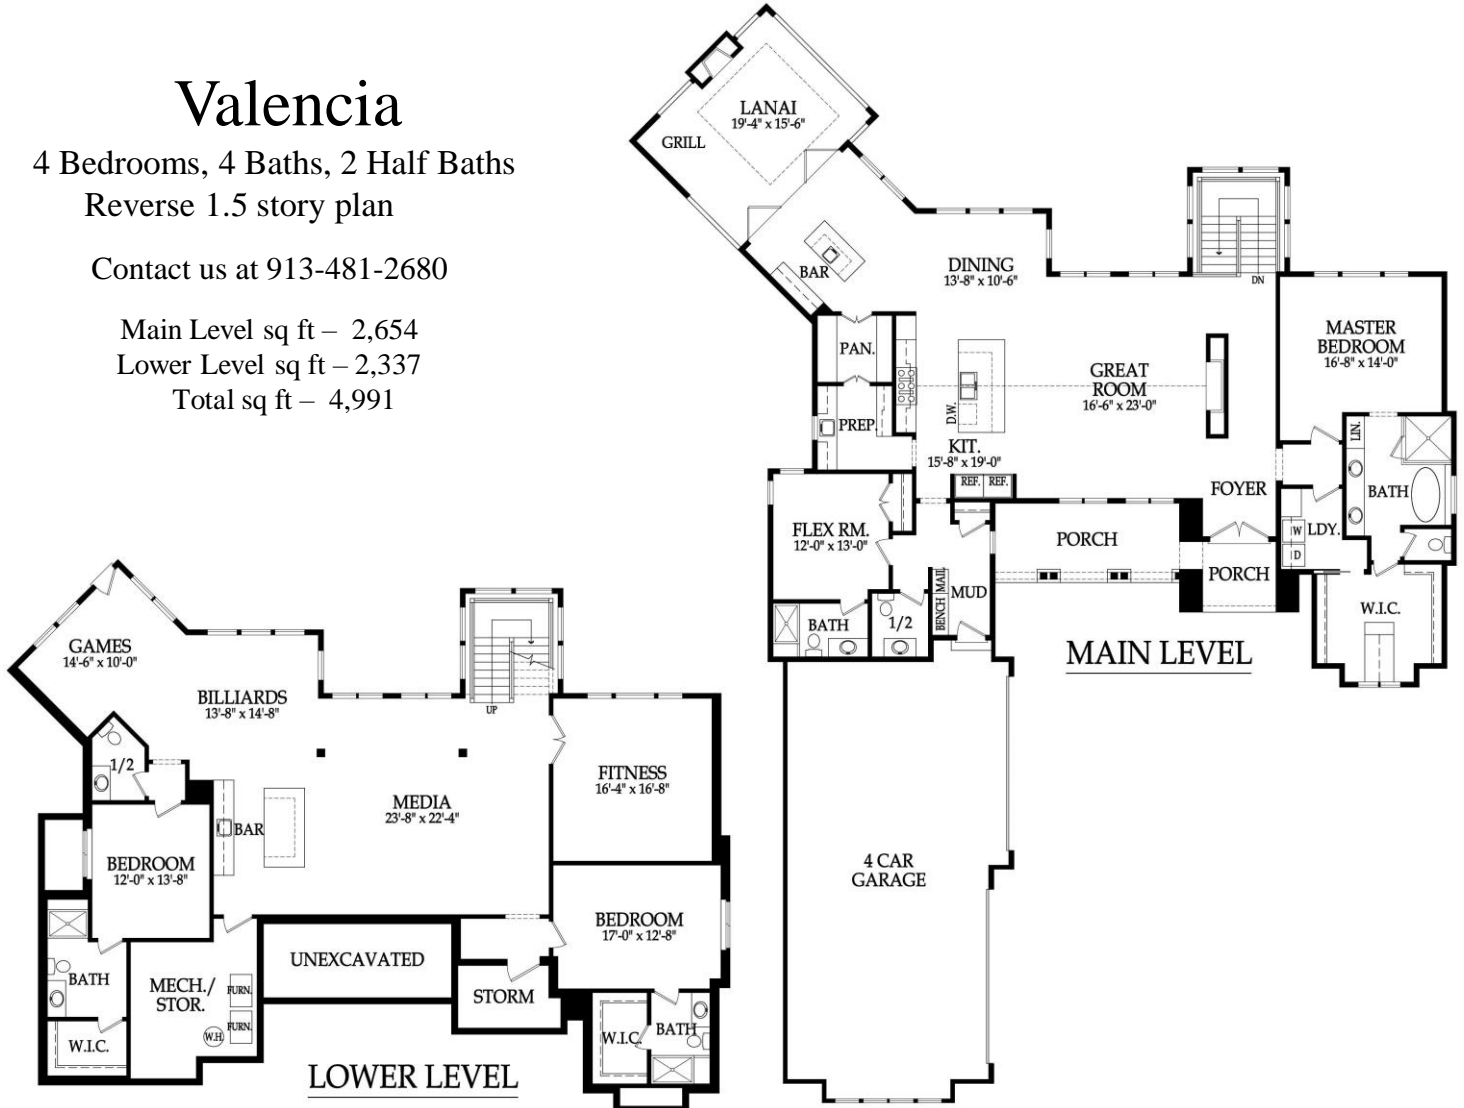 Valencia
4 Bedrooms, 4 Baths, 2 Half Baths
Reverse 1.5 story plan
Contact us at 913-481-2680
Main Level sq ft – 2,654
Lower Level sq ft – 2,337
Total sq ft – 4,991
LANAI
19'-4" x 15'-6"
GRILL
BAR
DINING
13'-8" x 10'-6"
DN
PAN.
PREP.
D.W.
KIT.
15'-8" x 19'-0"
REF. REF.
GREAT
ROOM
16'-6" x 23'-0"
MASTER
BEDROOM
16'-8" x 14'-0"
LIN.
BATH
FOYER
LDY.
W
D
W.I.C.
PORCH
PORCH
FLEX RM.
12'-0" x 13'-0"
BATH
1/2
BENCH
MAIL
MUD
MAIN LEVEL
4 CAR
GARAGE
GAMES
14'-6" x 10'-0"
BILLIARDS
13'-8" x 14'-8"
UP
1/2
BAR
MEDIA
23'-8" x 22'-4"
FITNESS
16'-4" x 16'-8"
BEDROOM
12'-0" x 13'-8"
BEDROOM
17'-0" x 12'-8"
UNEXCAVATED
BATH
MECH./
STOR.
FURN.
FURN.
W.H.
STORM
W.I.C.
W.I.C.
BATH
LOWER LEVEL